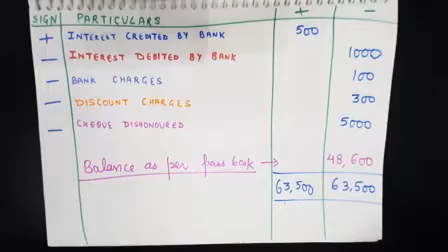 SIGN PARTICULARS + −
+ INTEREST CREDITED BY BANK 500
− INTEREST DEBITED BY BANK 1000
− BANK CHARGES 100
− DISCOUNT CHARGES 300
− CHEQUE DISHONOURED 5000
Balance as per pass book → 48,600
63,500 63,500